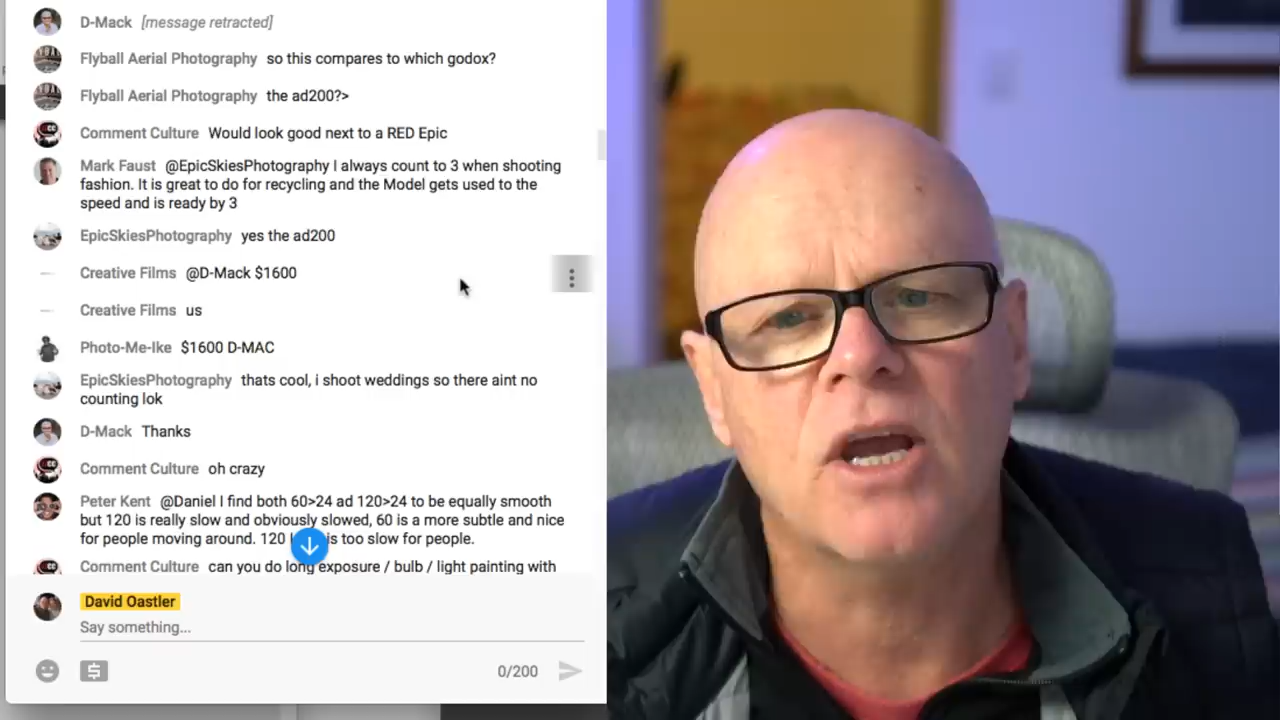 D-Mack [message retracted]
Flyball Aerial Photography so this compares to which godox?
Flyball Aerial Photography the ad200?>
Comment Culture Would look good next to a RED Epic
Mark Faust @EpicSkiesPhotography I always count to 3 when shooting
fashion. It is great to do for recycling and the Model gets used to the
speed and is ready by 3
EpicSkiesPhotography yes the ad200
Creative Films @D-Mack $1600
Creative Films us
Photo-Me-Ike $1600 D-MAC
EpicSkiesPhotography thats cool, i shoot weddings so there aint no
counting lok
D-Mack Thanks
Comment Culture oh crazy
Peter Kent @Daniel I find both 60>24 ad 120>24 to be equally smooth
but 120 is really slow and obviously slowed, 60 is a more subtle and nice
for people moving around. 120 is too slow for people.
Comment Culture can you do long exposure / bulb / light painting with
David Oastler
Say something...
0/200